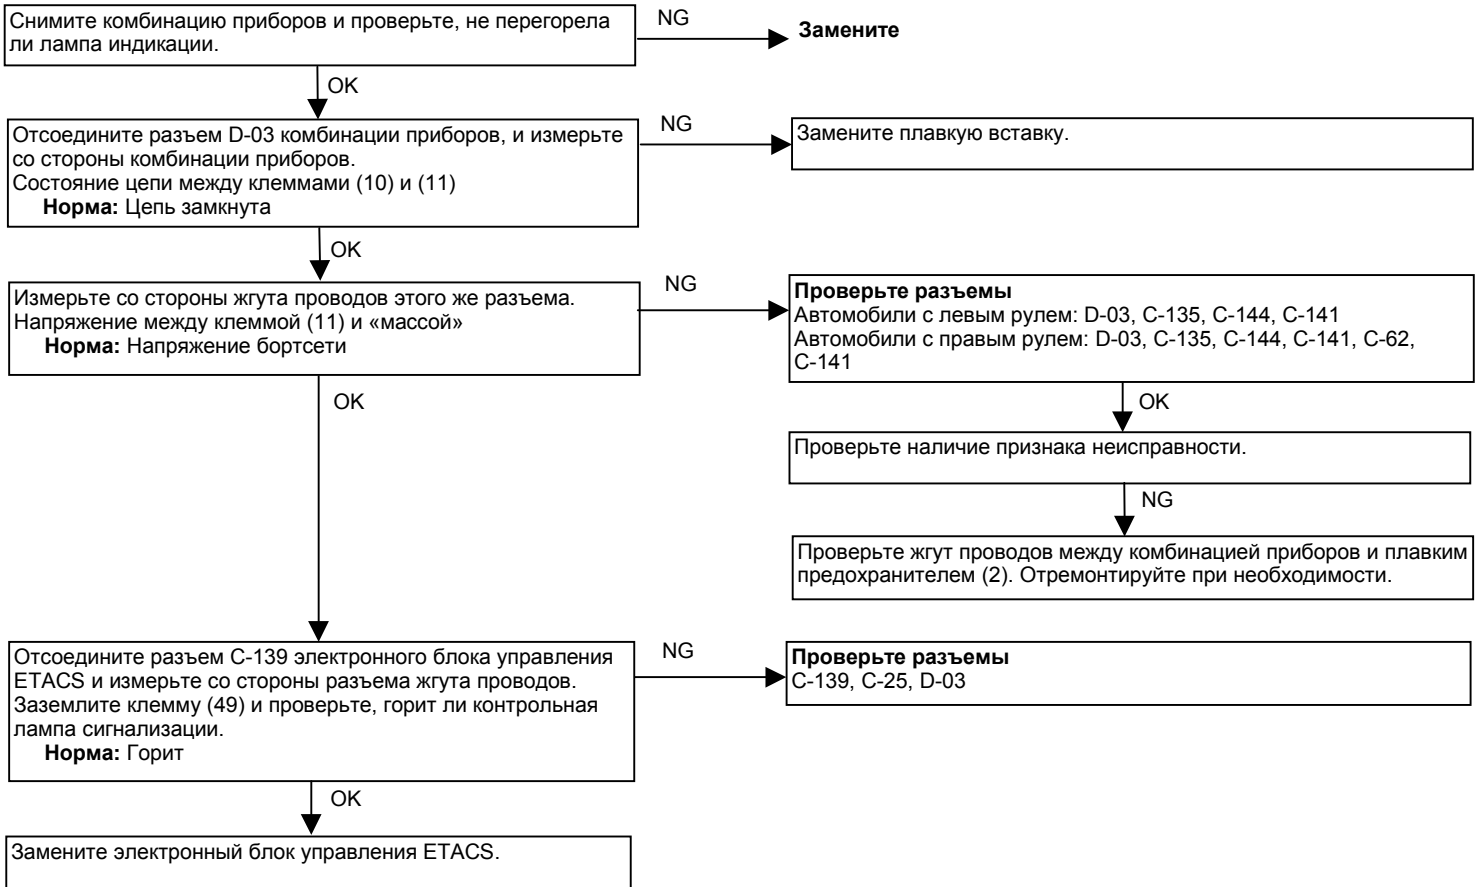 Снимите комбинацию приборов и проверьте, не перегорела
ли лампа индикации.
NG
Замените
OK
Отсоедините разъем D-03 комбинации приборов, и измерьте
со стороны комбинации приборов.
Состояние цепи между клеммами (10) и (11)
Норма: Цепь замкнута
NG
Замените плавкую вставку.
OK
Измерьте со стороны жгута проводов этого же разъема.
Напряжение между клеммой (11) и «массой»
Норма: Напряжение бортсети
NG
Проверьте разъемы
Автомобили с левым рулем: D-03, C-135, C-144, C-141
Автомобили с правым рулем: D-03, C-135, C-144, C-141, C-62,
C-141
OK
OK
Проверьте наличие признака неисправности.
NG
Проверьте жгут проводов между комбинацией приборов и плавким
предохранителем (2). Отремонтируйте при необходимости.
Отсоедините разъем C-139 электронного блока управления
ETACS и измерьте со стороны разъема жгута проводов.
Заземлите клемму (49) и проверьте, горит ли контрольная
лампа сигнализации.
Норма: Горит
NG
Проверьте разъемы
C-139, C-25, D-03
OK
Замените электронный блок управления ETACS.